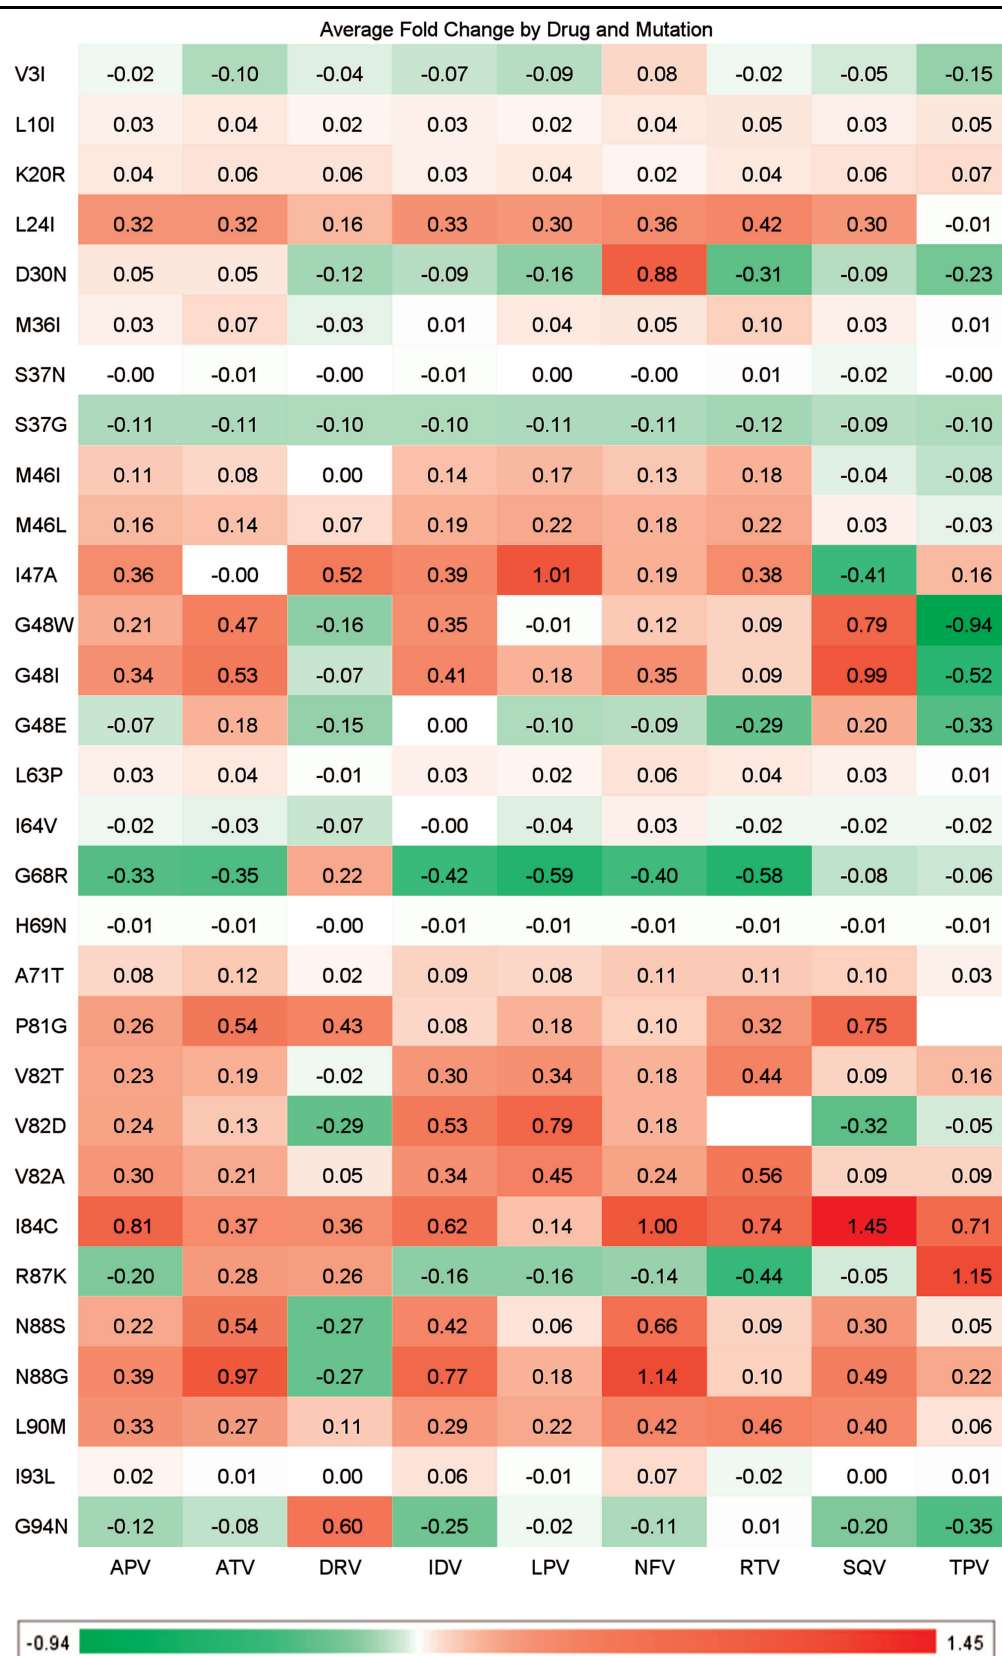 Average Fold Change by Drug and Mutation
V3I -0.02 -0.10 -0.04 -0.07 -0.09 0.08 -0.02 -0.05 -0.15
L10I 0.03 0.04 0.02 0.03 0.02 0.04 0.05 0.03 0.05
K20R 0.04 0.06 0.06 0.03 0.04 0.02 0.04 0.06 0.07
L24I 0.32 0.32 0.16 0.33 0.30 0.36 0.42 0.30 -0.01
D30N 0.05 0.05 -0.12 -0.09 -0.16 0.88 -0.31 -0.09 -0.23
M36I 0.03 0.07 -0.03 0.01 0.04 0.05 0.10 0.03 0.01
S37N -0.00 -0.01 -0.00 -0.01 0.00 -0.00 0.01 -0.02 -0.00
S37G -0.11 -0.11 -0.10 -0.10 -0.11 -0.11 -0.12 -0.09 -0.10
M46I 0.11 0.08 0.00 0.14 0.17 0.13 0.18 -0.04 -0.08
M46L 0.16 0.14 0.07 0.19 0.22 0.18 0.22 0.03 -0.03
I47A 0.36 -0.00 0.52 0.39 1.01 0.19 0.38 -0.41 0.16
G48W 0.21 0.47 -0.16 0.35 -0.01 0.12 0.09 0.79 -0.94
G48I 0.34 0.53 -0.07 0.41 0.18 0.35 0.09 0.99 -0.52
G48E -0.07 0.18 -0.15 0.00 -0.10 -0.09 -0.29 0.20 -0.33
L63P 0.03 0.04 -0.01 0.03 0.02 0.06 0.04 0.03 0.01
I64V -0.02 -0.03 -0.07 -0.00 -0.04 0.03 -0.02 -0.02 -0.02
G68R -0.33 -0.35 0.22 -0.42 -0.59 -0.40 -0.58 -0.08 -0.06
H69N -0.01 -0.01 -0.00 -0.01 -0.01 -0.01 -0.01 -0.01 -0.01
A71T 0.08 0.12 0.02 0.09 0.08 0.11 0.11 0.10 0.03
P81G 0.26 0.54 0.43 0.08 0.18 0.10 0.32 0.75
V82T 0.23 0.19 -0.02 0.30 0.34 0.18 0.44 0.09 0.16
V82D 0.24 0.13 -0.29 0.53 0.79 0.18 -0.32 -0.05
V82A 0.30 0.21 0.05 0.34 0.45 0.24 0.56 0.09 0.09
I84C 0.81 0.37 0.36 0.62 0.14 1.00 0.74 1.45 0.71
R87K -0.20 0.28 0.26 -0.16 -0.16 -0.14 -0.44 -0.05 1.15
N88S 0.22 0.54 -0.27 0.42 0.06 0.66 0.09 0.30 0.05
N88G 0.39 0.97 -0.27 0.77 0.18 1.14 0.10 0.49 0.22
L90M 0.33 0.27 0.11 0.29 0.22 0.42 0.46 0.40 0.06
I93L 0.02 0.01 0.00 0.06 -0.01 0.07 -0.02 0.00 0.01
G94N -0.12 -0.08 0.60 -0.25 -0.02 -0.11 0.01 -0.20 -0.35
APV ATV DRV IDV LPV NFV RTV SQV TPV
-0.94 1.45